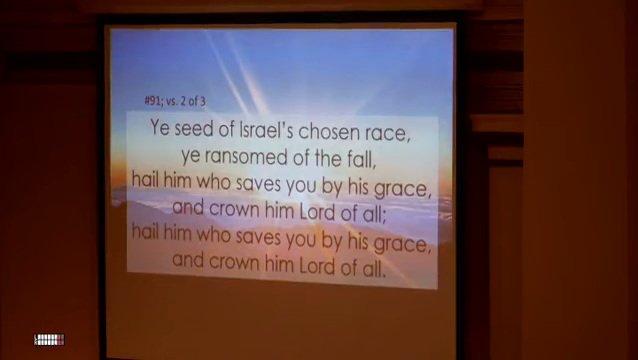 #91; vs. 2 of 3
Ye seed of Israel's chosen race,
ye ransomed of the fall,
hail him who saves you by his grace,
and crown him Lord of all;
hail him who saves you by his grace,
and crown him Lord of all.